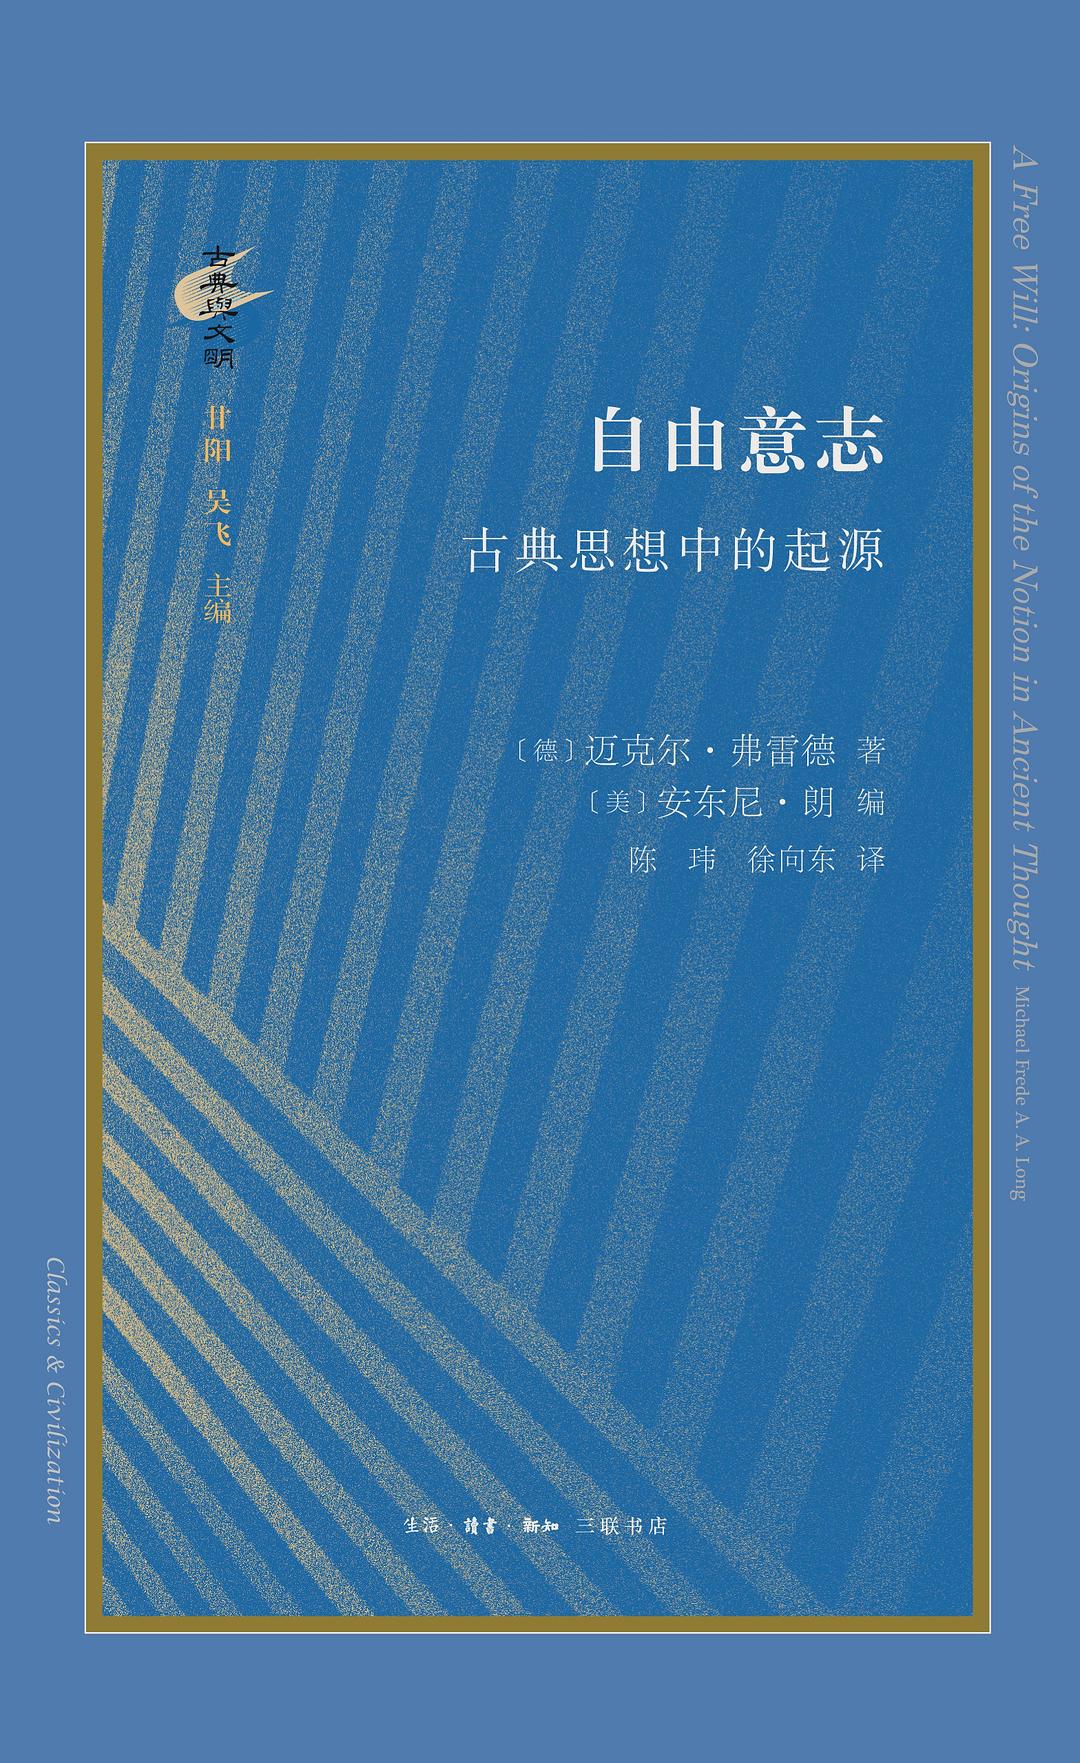 古典與文明
甘阳 吴飞 主编
自由意志
古典思想中的起源
〔德〕迈克尔·弗雷德 著
〔美〕安东尼·朗 编
陈 玮 徐向东 译
生活·讀書·新知 三联书店
A Free Will: Origins of the Notion in Ancient Thought Michael Frede A. A. Long
Classics & Civilization